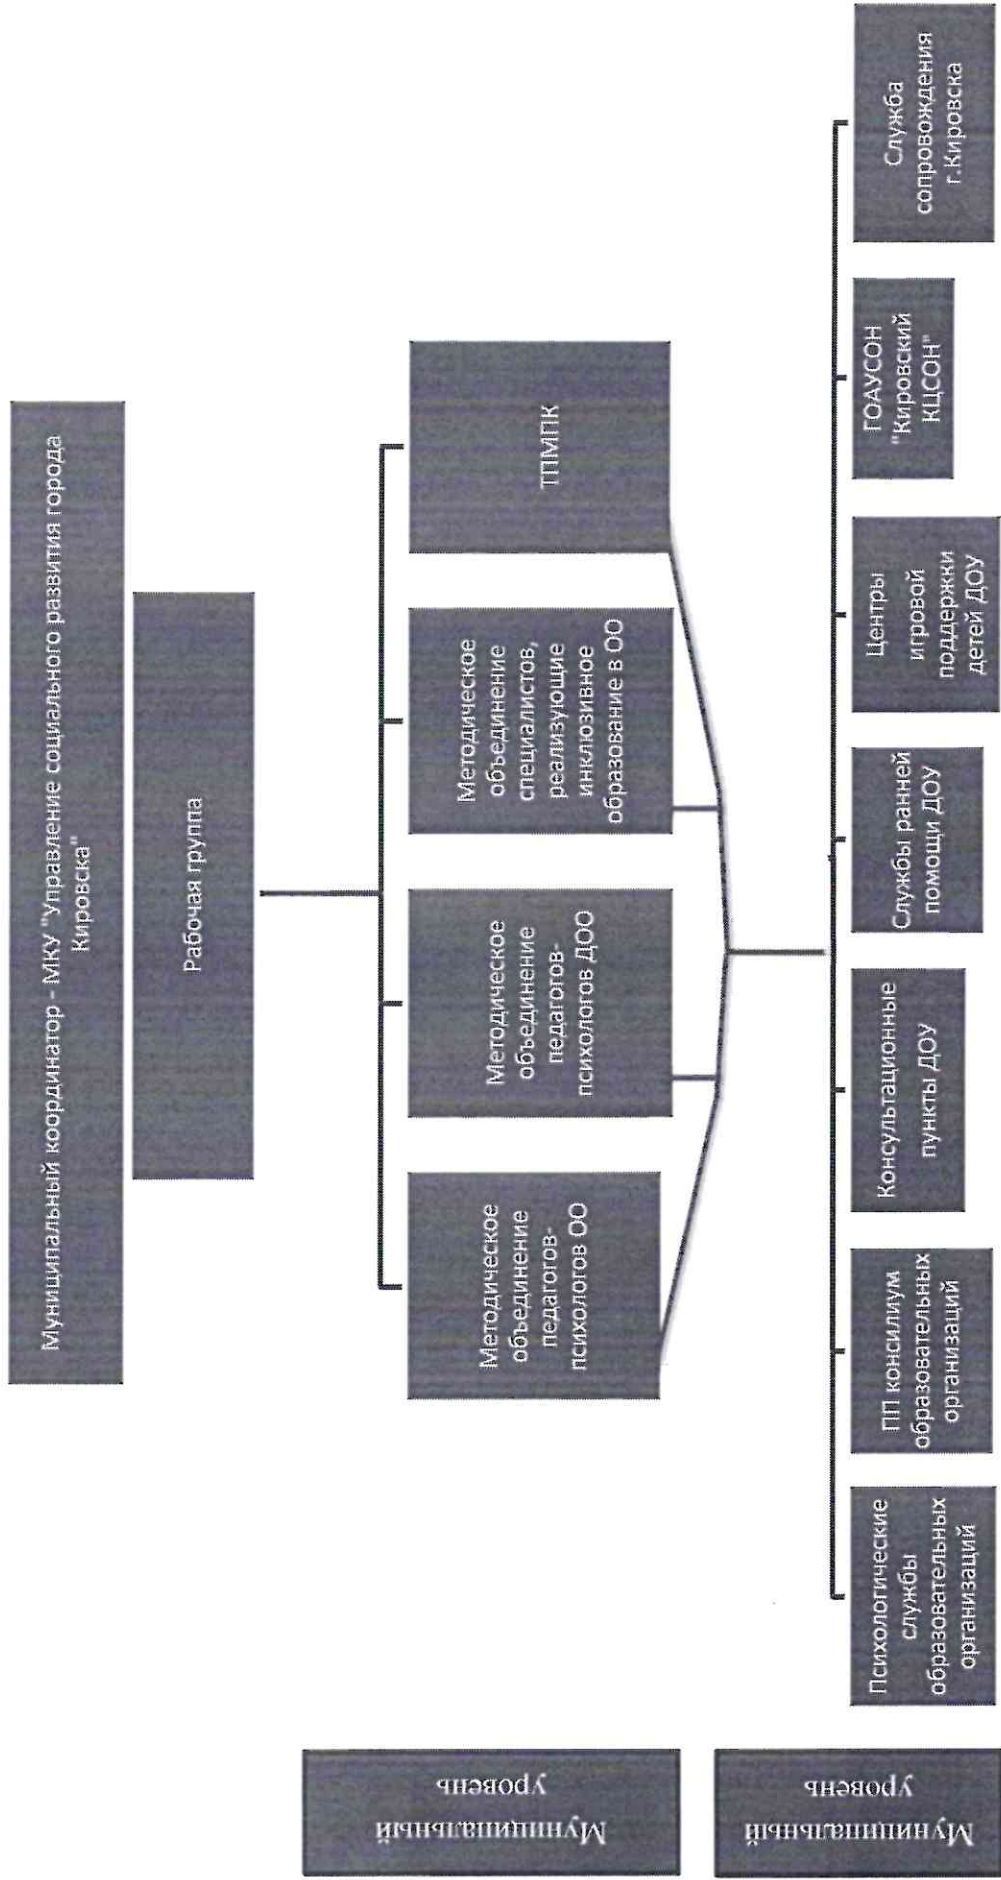 Муниципальный координатор - МКУ "Управление социального развития города
Кировска"
Рабочая группа
Методическое
объединение
педагогов-
психологов ОО
Методическое
объединение
педагогов-
психологов ДОО
Методическое
объединение
специалистов,
реализующие
инклюзивное
образование в ОО
ТПМПК
Муниципальный
уровень
Психологические
службы
образовательных
организаций
ПП консилиум
образовательных
организаций
Консультационные
пункты ДОУ
Службы ранней
помощи ДОУ
Центры
игровой
поддержки
детей ДОУ
ГОАУСОН
"Кировский
КЦСОН"
Служба
сопровождения
г.Кировска
Муниципальный
уровень